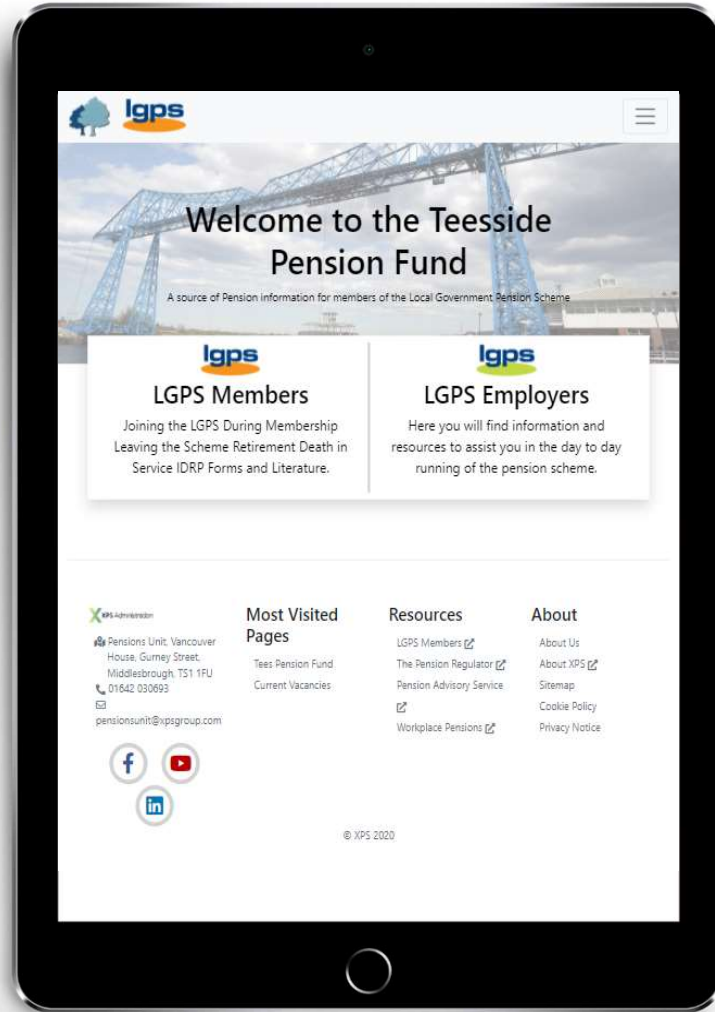 lgps
Welcome to the Teesside
Pension Fund
A source of Pension information for members of the Local Government Pension Scheme
lgps
LGPS Members
Joining the LGPS During Membership
Leaving the Scheme Retirement Death in
Service IDRP Forms and Literature.
lgps
LGPS Employers
Here you will find information and
resources to assist you in the day to day
running of the pension scheme.
XPS Administration
Pensions Unit, Vancouver
House, Gurney Street,
Middlesbrough, TS1 1FU
01642 030693
pensionsunit@xpsgroup.com
Most Visited
Pages
Tees Pension Fund
Current Vacancies
Resources
LGPS Members
The Pension Regulator
Pension Advisory Service
Workplace Pensions
About
About Us
About XPS
Sitemap
Cookie Policy
Privacy Notice
© XPS 2020